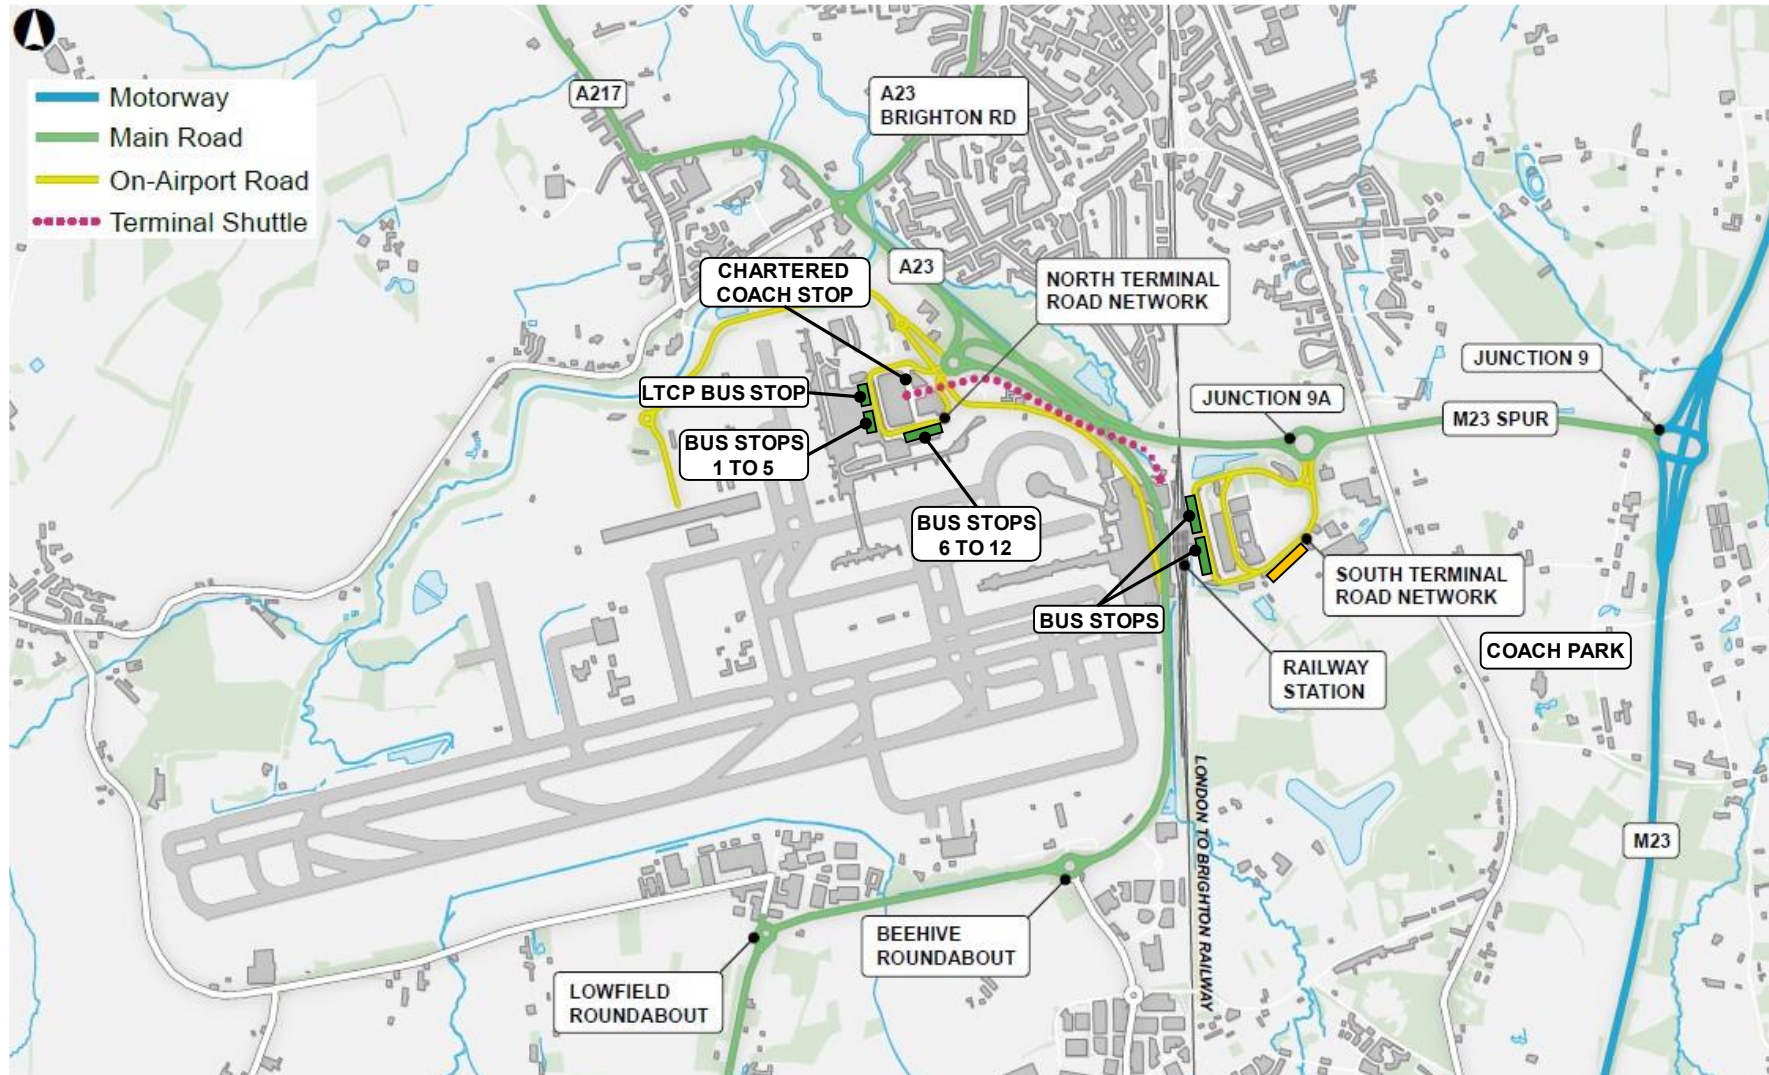 Motorway
Main Road
On-Airport Road
Terminal Shuttle
A217
A23
BRIGHTON RD
A23
CHARTERED
COACH STOP
NORTH TERMINAL
ROAD NETWORK
LTCP BUS STOP
BUS STOPS
1 TO 5
BUS STOPS
6 TO 12
JUNCTION 9
JUNCTION 9A
M23 SPUR
SOUTH TERMINAL
ROAD NETWORK
BUS STOPS
COACH PARK
RAILWAY
STATION
LONDON TO BRIGHTON RAILWAY
M23
BEEHIVE
ROUNDABOUT
LOWFIELD
ROUNDABOUT